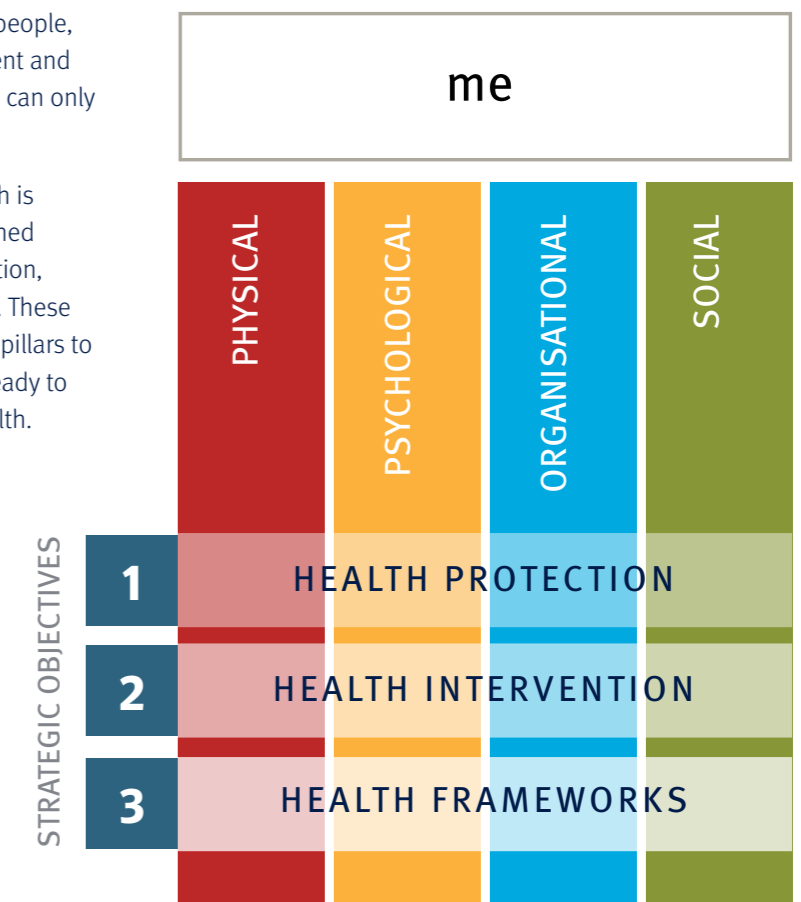 people,
ent and
can only
h is
ned
tion,
. These
pillars to
eady to
lth.
me
PHYSICAL
PSYCHOLOGICAL
ORGANISATIONAL
SOCIAL
STRATEGIC OBJECTIVES
1 HEALTH PROTECTION
2 HEALTH INTERVENTION
3 HEALTH FRAMEWORKS